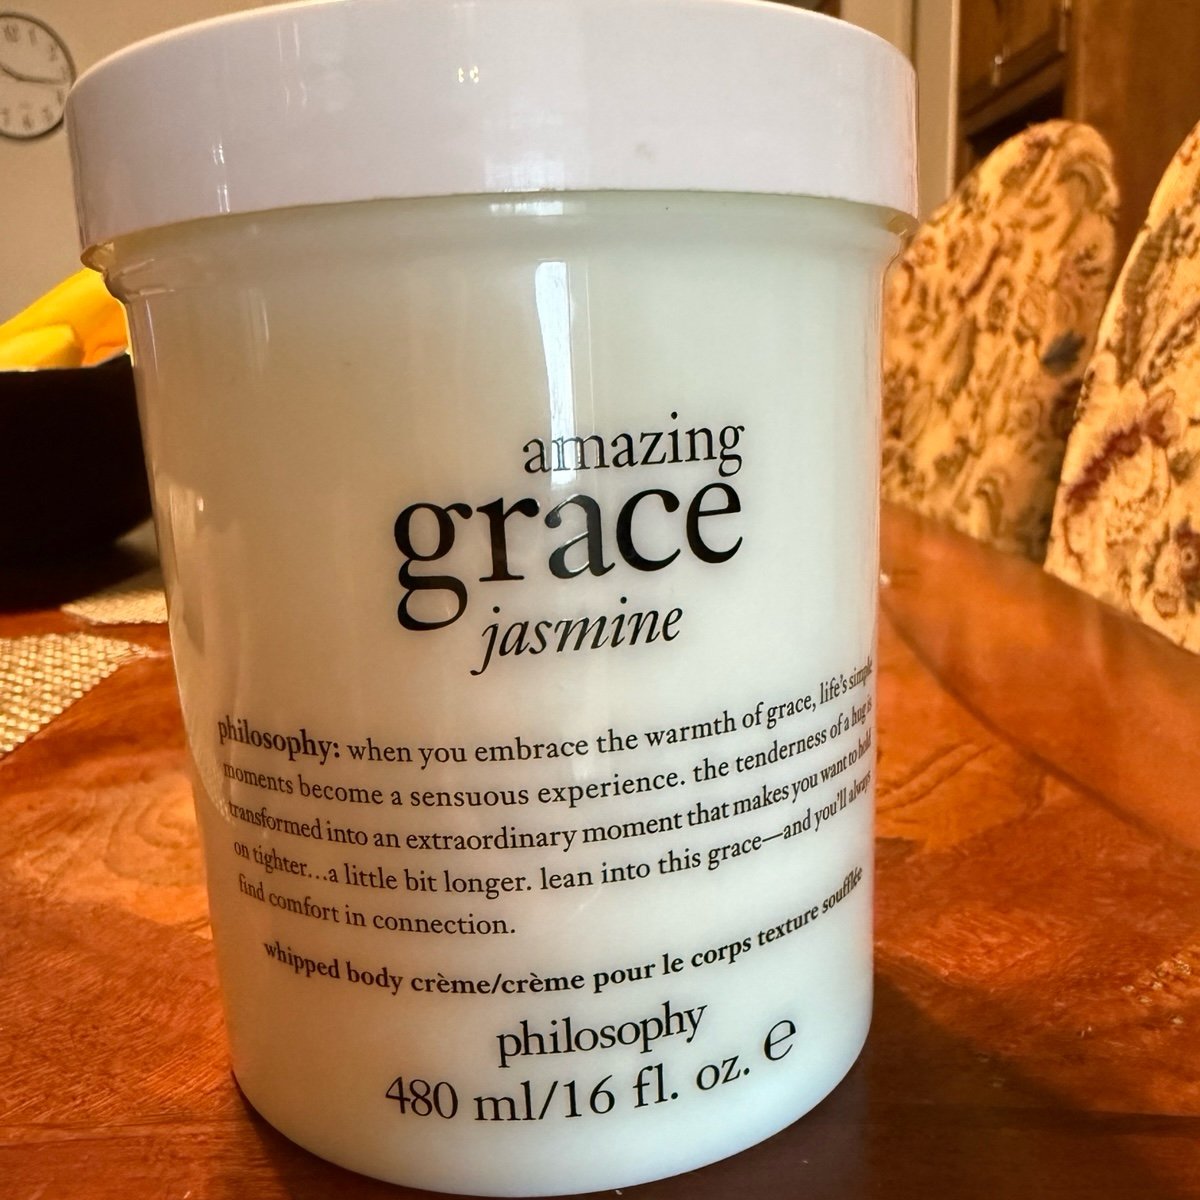 amazing
grace
jasmine
philosophy: when you embrace the warmth of grace, life's simple
moments become a sensuous experience. the tenderness of a hug is
transformed into an extraordinary moment that makes you want to hold
on tighter...a little bit longer. lean into this grace—and you'll always
find comfort in connection.
whipped body crème/crème pour le corps texture soufflée
philosophy
480 ml/16 fl. oz. e